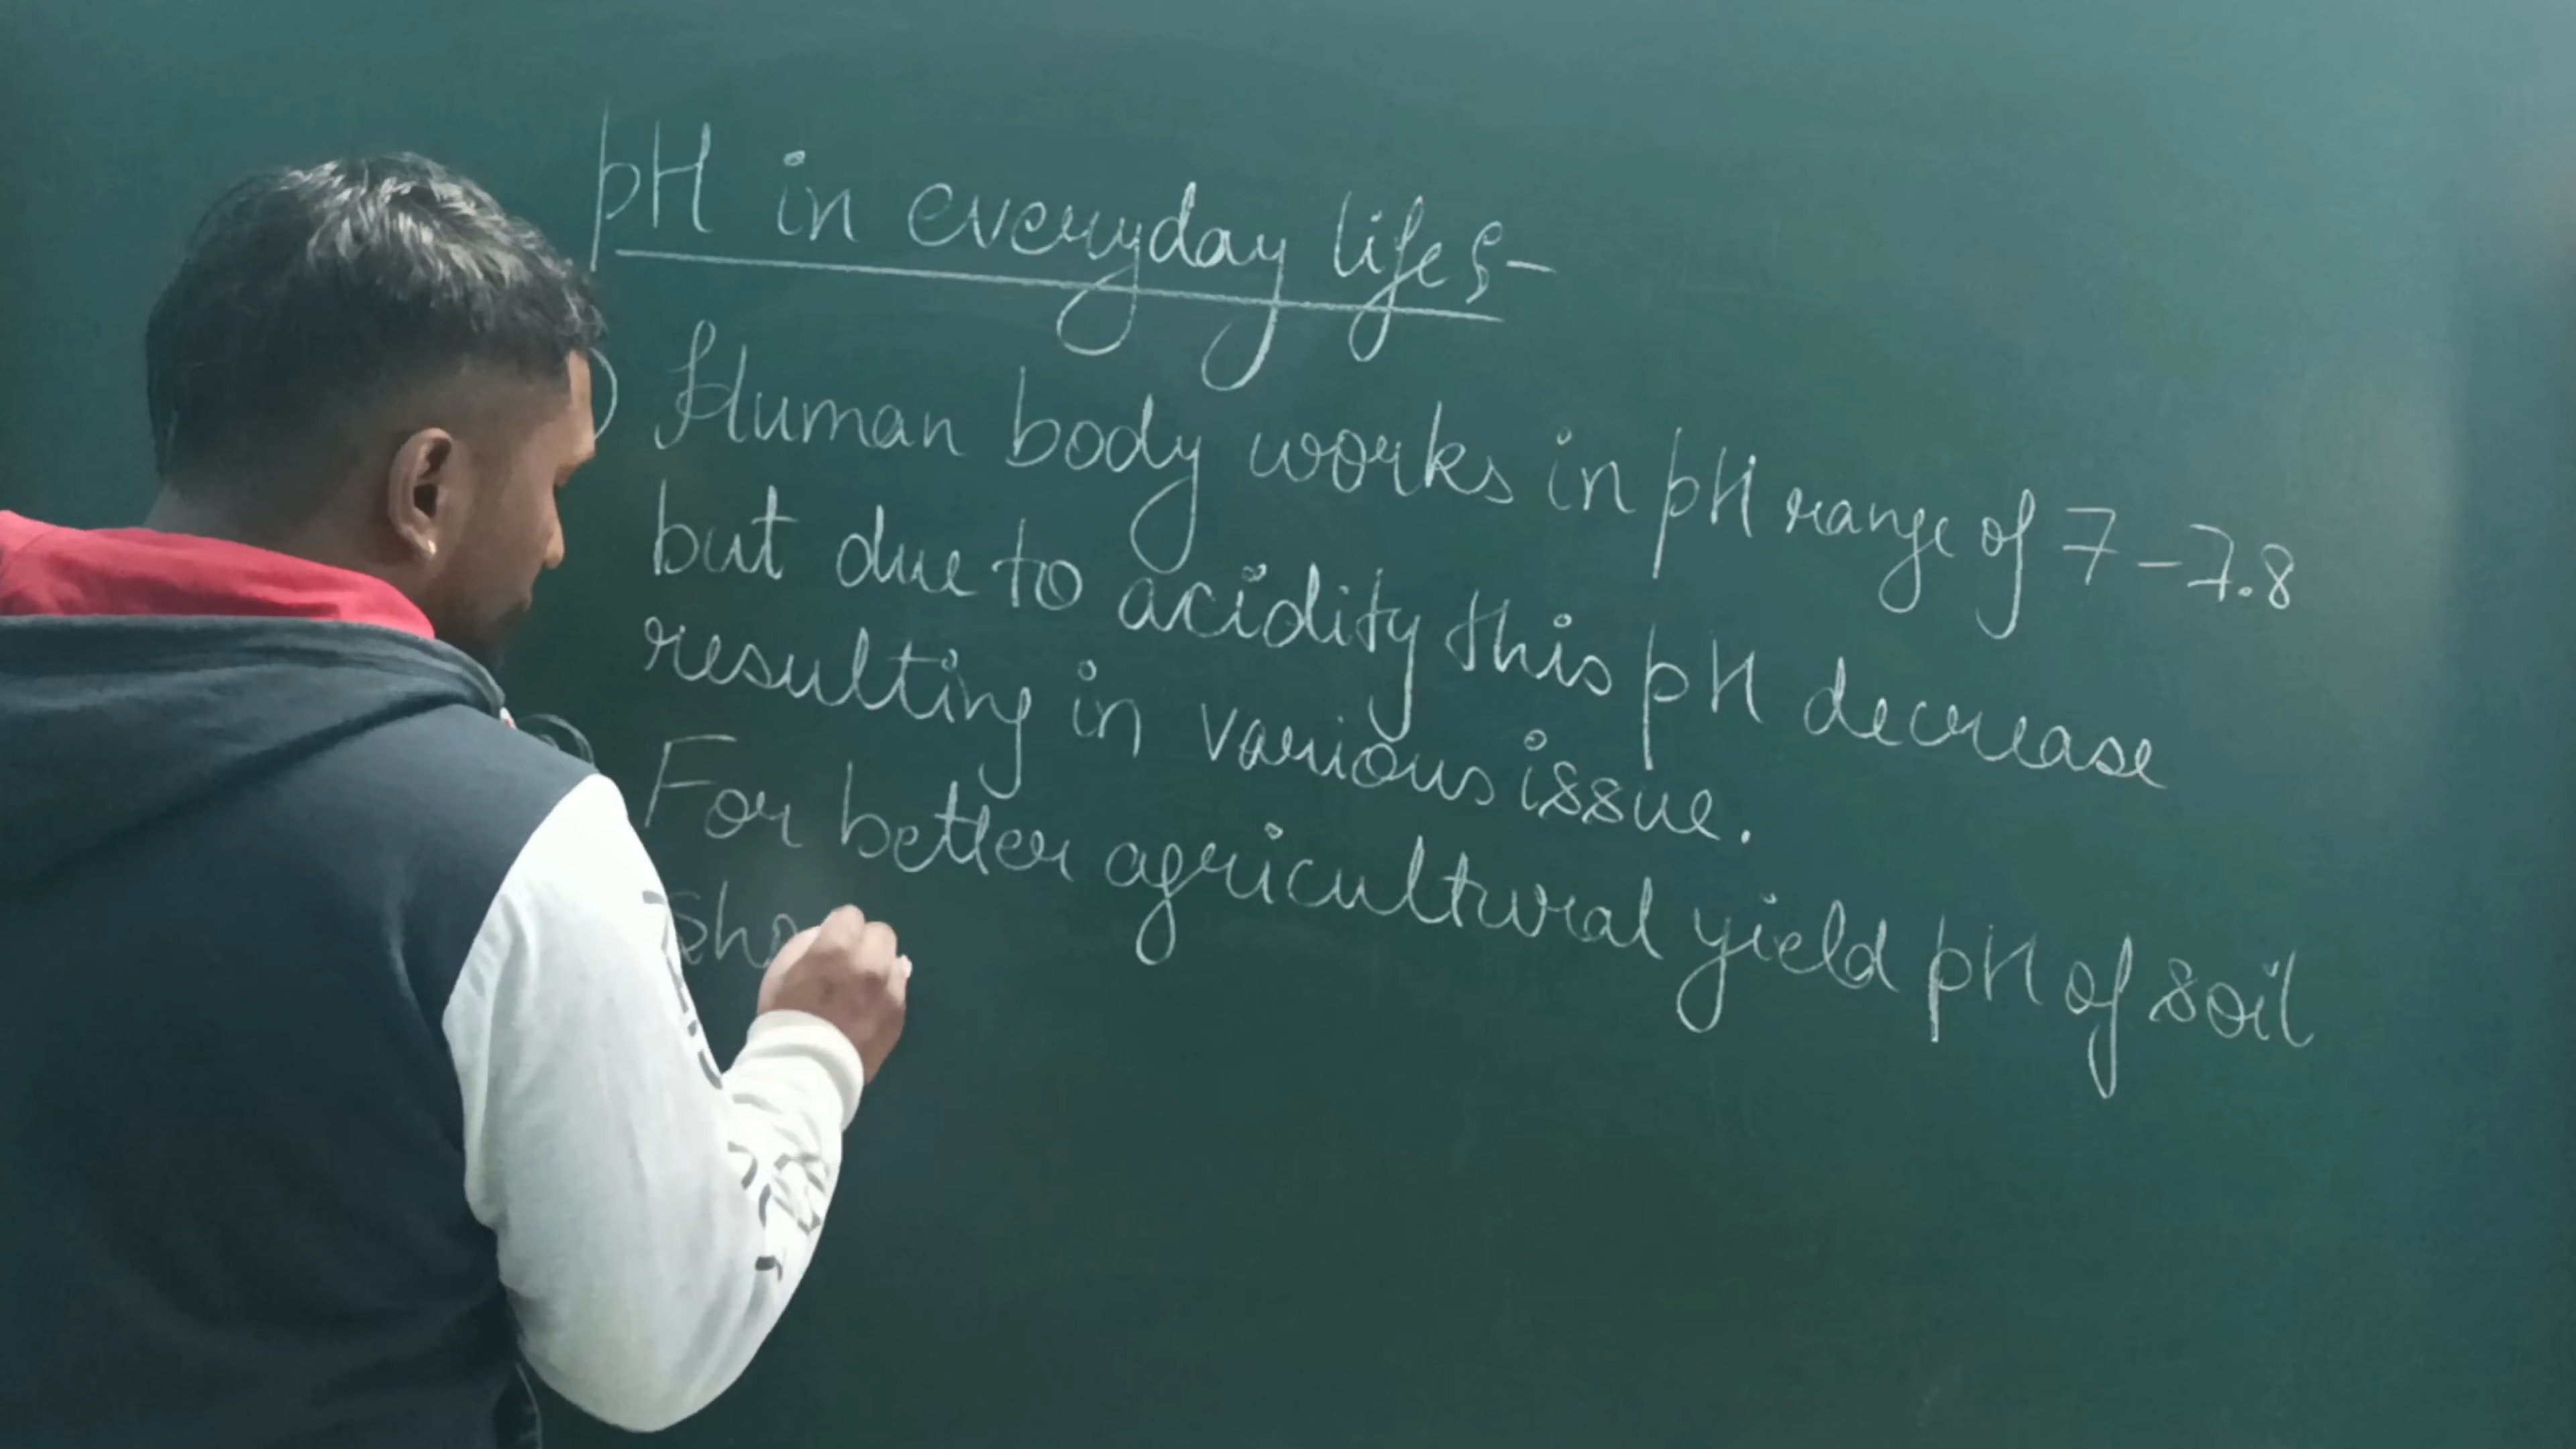 pH in everyday life :-
) Human body works in pH range of 7-7.8
but due to acidity this pH decrease
resulting in various issue.
) For better agricultural yield pH of soil
sho